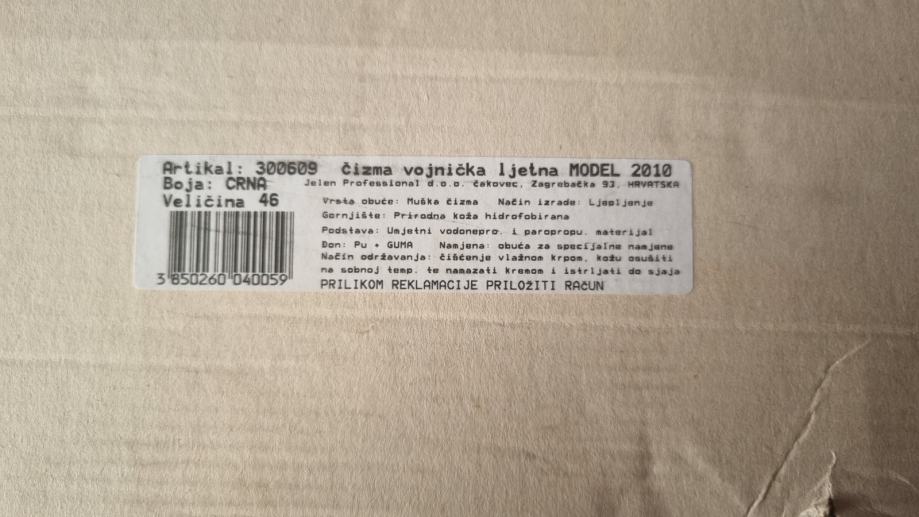 Artikal: 300609 čizma vojnička ljetna MODEL 2010
Boja: CRNA Jelen Professional d.o.o. čakovec, Zagrebačka 93, HRVATSKA
Veličina 46
Vrsta obuće: Muška čizma Način izrade: Ljepljenje
Gornjište: Prirodna koža hidrofobirana
Podstava: Umjetni vodonepro. i paropropu. materijal
Đon: Pu + GUMA Namjena: obuća za specijalne namjene
Način održavanja: čišćenje vlažnom krpom, kožu osušiti
na sobnoj temp. te namazati kremom i istrljati do sjaja
3 850260 040059
PRILIKOM REKLAMACIJE PRILOŽITI RAčUN